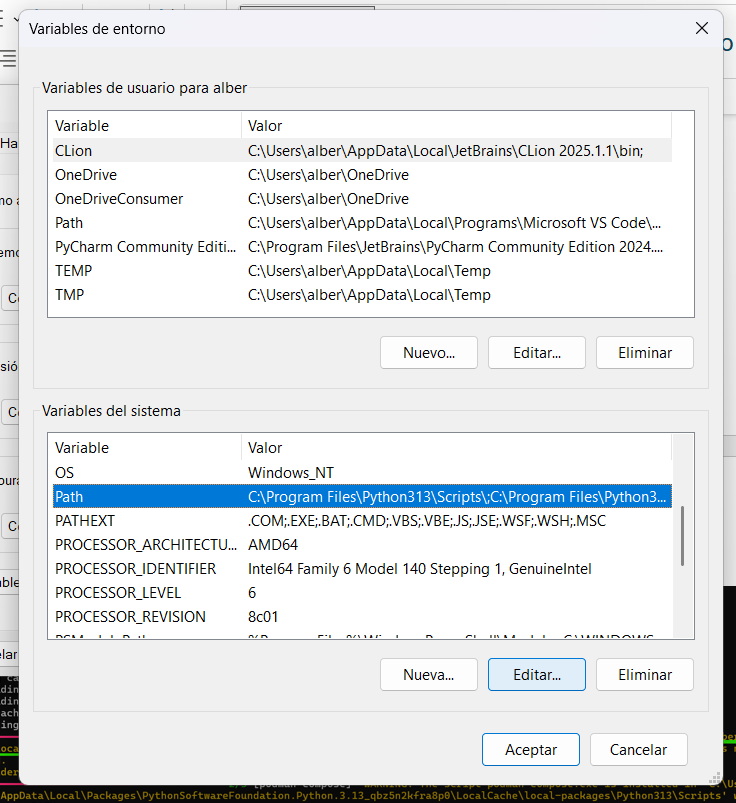 Variables de entorno
Variables de usuario para alber
Variable Valor
CLion C:\Users\alber\AppData\Local\JetBrains\CLion 2025.1.1\bin;
OneDrive C:\Users\alber\OneDrive
OneDriveConsumer C:\Users\alber\OneDrive
Path C:\Users\alber\AppData\Local\Programs\Microsoft VS Code\...
PyCharm Community Editi... C:\Program Files\JetBrains\PyCharm Community Edition 2024....
TEMP C:\Users\alber\AppData\Local\Temp
TMP C:\Users\alber\AppData\Local\Temp
Nuevo... Editar... Eliminar
Variables del sistema
Variable Valor
OS Windows_NT
Path C:\Program Files\Python313\Scripts\;C:\Program Files\Python3...
PATHEXT .COM;.EXE;.BAT;.CMD;.VBS;.VBE;.JS;.JSE;.WSF;.WSH;.MSC
PROCESSOR_ARCHITECTU... AMD64
PROCESSOR_IDENTIFIER Intel64 Family 6 Model 140 Stepping 1, GenuineIntel
PROCESSOR_LEVEL 6
PROCESSOR_REVISION 8c01
Nueva... Editar... Eliminar
Aceptar Cancelar
AppData\Local\Packages\PythonSoftwareFoundation.Python.3.13_qbz5n2kfra8p0\LocalCache\local-packages\Python313\Scripts'